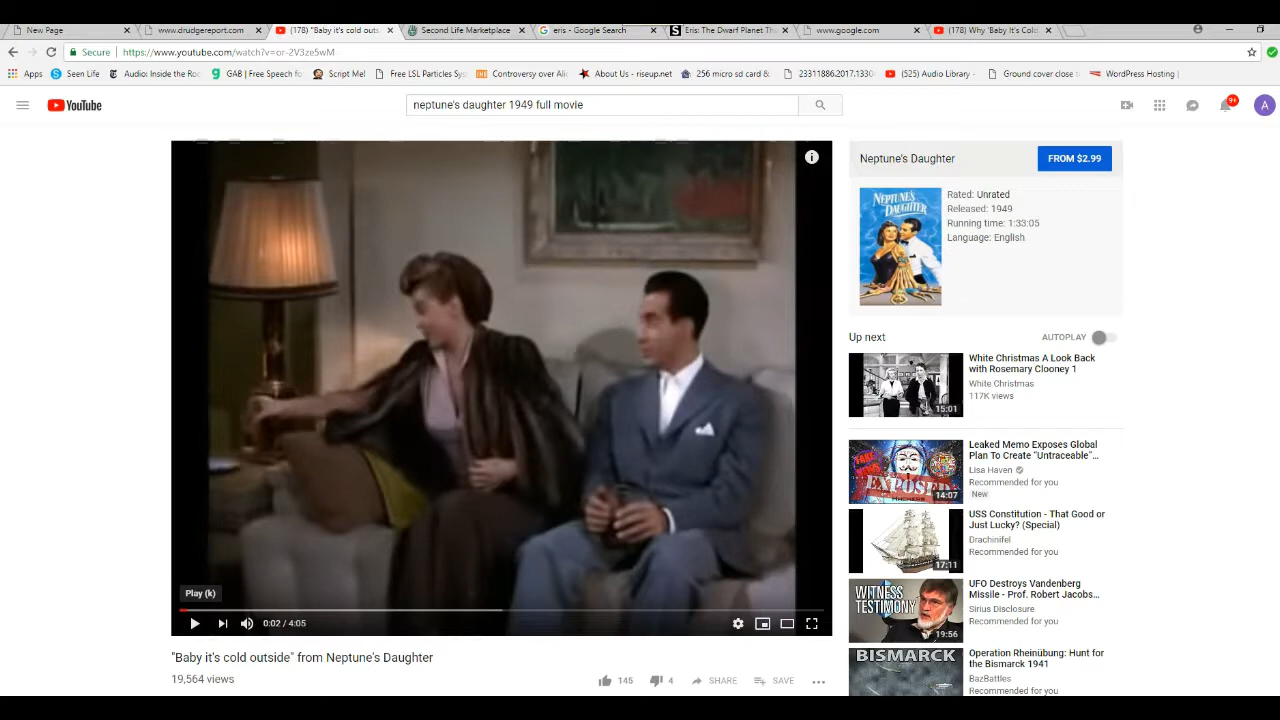 New Page
www.drudgereport.com
(178) "Baby it's cold outs
Second Life Marketplace
eris - Google Search
Eris: The Dwarf Planet Th
www.google.com
(178) Why 'Baby It's Cold
Secure https://www.youtube.com/watch?v=or-2V3ze5wM
Apps
Seen Life
Audio: Inside the Ro
GAB | Free Speech fo
Script Me!
Free LSL Particles Sy
Controversy over Ali
About Us - riseup.net
256 micro sd card &
23311886.2017.1330
(525) Audio Library -
Ground cover close
WordPress Hosting |
YouTube
neptune's daughter 1949 full movie
9+
A
Neptune's Daughter
FROM $2.99
NEPTUNE'S
DAUGHTER
Rated: Unrated
Released: 1949
Running time: 1:33:05
Language: English
Up next
AUTOPLAY
White Christmas A Look Back
with Rosemary Clooney 1
White Christmas
117K views
15:01
Leaked Memo Exposes Global
Plan To Create "Untraceable"...
Lisa Haven
Recommended for you
New
EXPOSED
14:07
USS Constitution - That Good or
Just Lucky? (Special)
Drachinifel
Recommended for you
17:11
UFO Destroys Vandenberg
Missile - Prof. Robert Jacobs...
Sirius Disclosure
Recommended for you
WITNESS
TESTIMONY
19:56
Operation Rheinübung: Hunt for
the Bismarck 1941
BazBattles
Recommended for you
BISMARCK
Play (k)
0:02 / 4:05
"Baby it's cold outside" from Neptune's Daughter
19,564 views
145
4
SHARE
SAVE